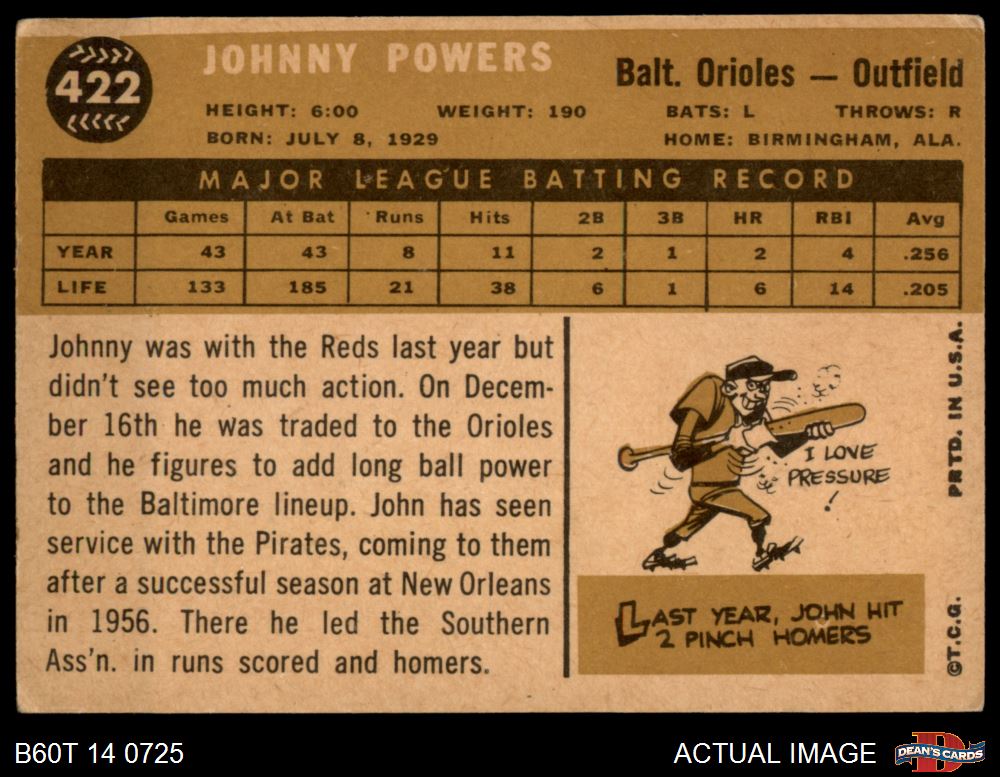 422
JOHNNY POWERS
Balt. Orioles — Outfield
HEIGHT: 6:00 WEIGHT: 190 BATS: L THROWS: R
BORN: JULY 8, 1929 HOME: BIRMINGHAM, ALA.
MAJOR LEAGUE BATTING RECORD
Games At Bat Runs Hits 2B 3B HR RBI Avg
YEAR 43 43 8 11 2 1 2 4 .256
LIFE 133 185 21 38 6 1 6 14 .205
Johnny was with the Reds last year but
didn't see too much action. On Decem-
ber 16th he was traded to the Orioles
and he figures to add long ball power
to the Baltimore lineup. John has seen
service with the Pirates, coming to them
after a successful season at New Orleans
in 1956. There he led the Southern
Ass'n. in runs scored and homers.
I LOVE
PRESSURE
!
LAST YEAR, JOHN HIT
2 PINCH HOMERS
©T.C.G. PRTD. IN U.S.A.
B60T 14 0725
ACTUAL IMAGE
D
DEAN'S CARDS